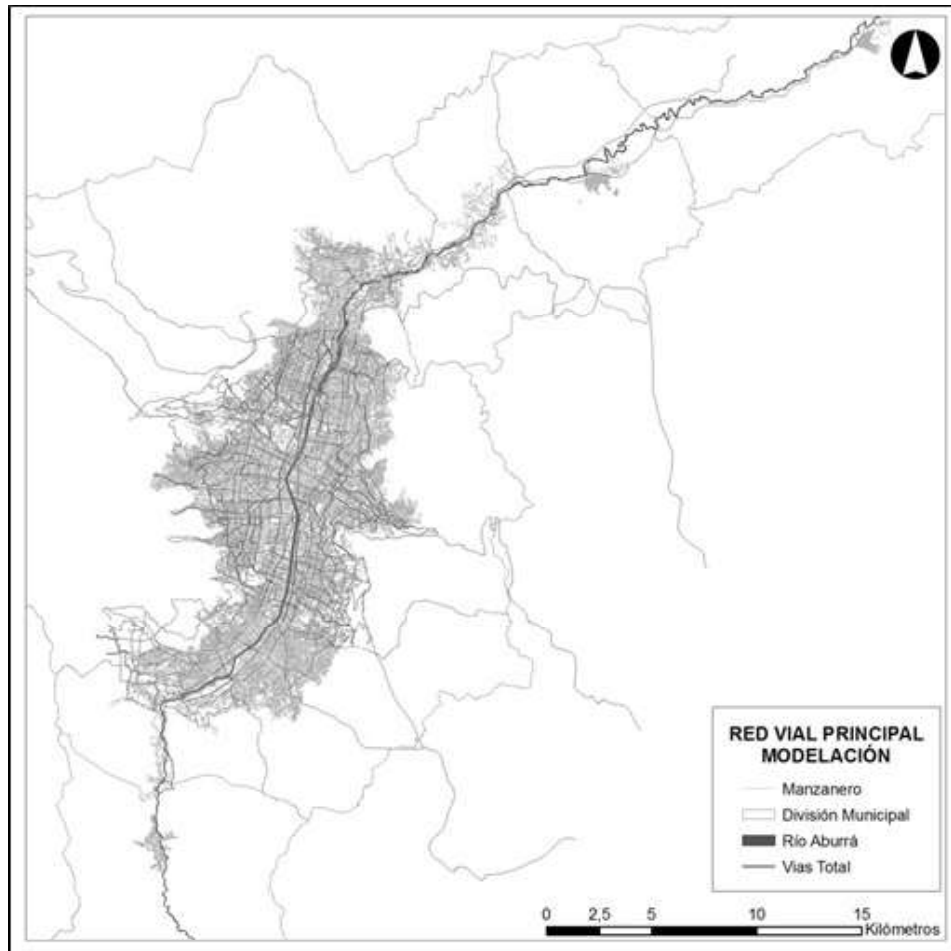 RED VIAL PRINCIPAL
MODELACIÓN
Manzanero
División Municipal
Río Aburrá
Vias Total
0 2,5 5 10 15
Kilómetros